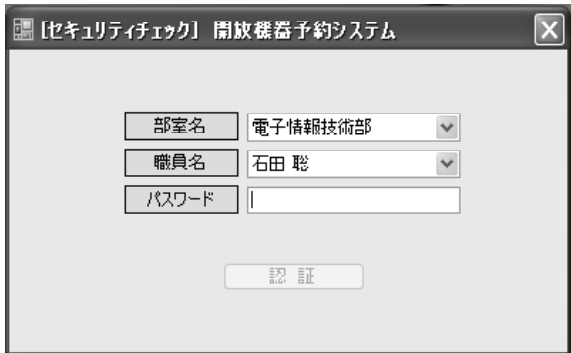 [セキュリティチェック] 開放機器予約システム
部室名 電子情報技術部
職員名 石田 聡
パスワード
認 証